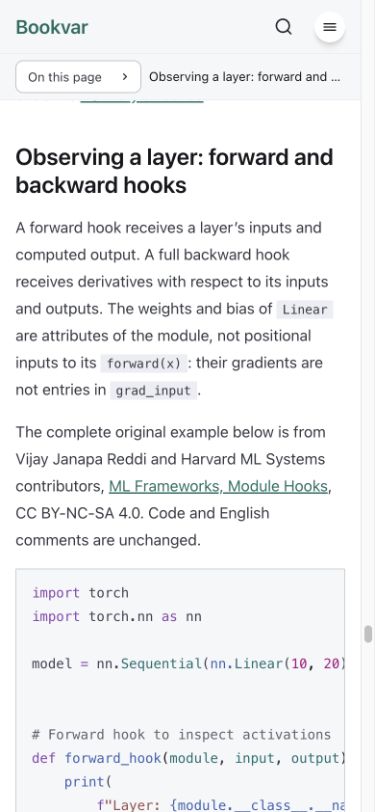 Bookvar
On this page
Observing a layer: forward and ...
Observing a layer: forward and
backward hooks
A forward hook receives a layer’s inputs and
computed output. A full backward hook
receives derivatives with respect to its inputs
and outputs. The weights and bias of Linear
are attributes of the module, not positional
inputs to its forward(x) : their gradients are
not entries in grad_input .
The complete original example below is from
Vijay Janapa Reddi and Harvard ML Systems
contributors, ML Frameworks, Module Hooks,
CC BY-NC-SA 4.0. Code and English
comments are unchanged.
import torch
import torch.nn as nn
model = nn.Sequential(nn.Linear(10, 20)
# Forward hook to inspect activations
def forward_hook(module, input, output)
print(
f"Layer: {module.__class__.__na